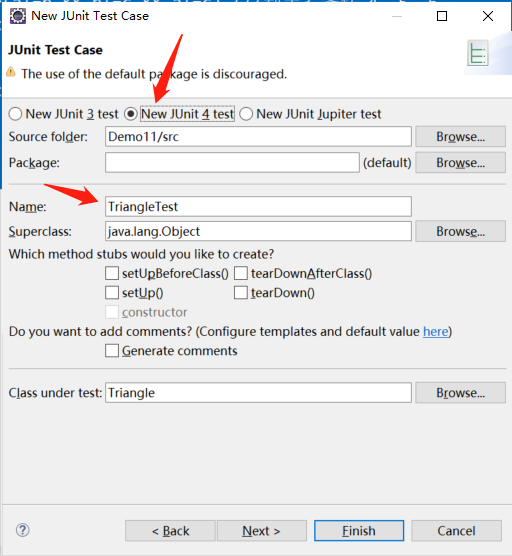 New JUnit Test Case
JUnit Test Case
The use of the default package is discouraged.
New JUnit 3 test New JUnit 4 test New JUnit Jupiter test
Source folder: Demo11/src Browse...
Package: (default) Browse...
Name: TriangleTest
Superclass: java.lang.Object Browse...
Which method stubs would you like to create?
setUpBeforeClass() tearDownAfterClass()
setUp() tearDown()
constructor
Do you want to add comments? (Configure templates and default value here)
Generate comments
Class under test: Triangle Browse...
? < Back Next > Finish Cancel